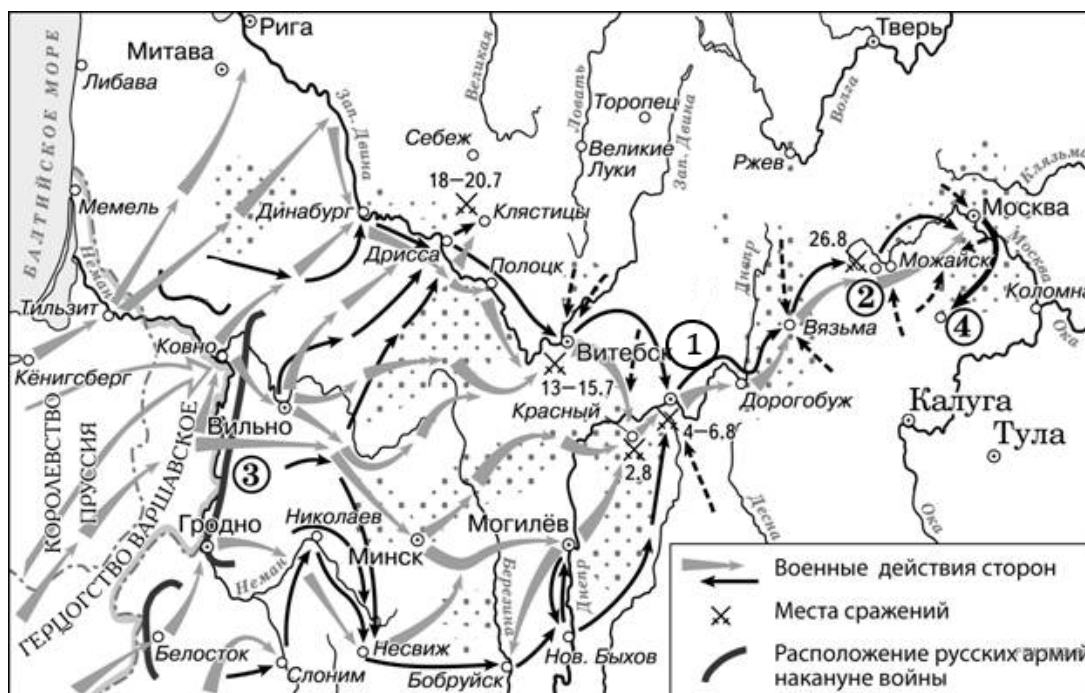 Рига
Тверь
Митава
Либава
БАЛТИЙСКОЕ МОРЕ
Великая
Ловать
Торопец
Зап. Двина
Волга
Зап. Двина
Себеж
Великие
Луки
Ржев
Клязьма
18–20.7
Мемель
Динабург
Клястицы
Москва
26.8
Дрисса
Днепр
Можайск
Москва
Неман
Полоцк
2
Коломна
Тильзит
4
Ока
Ковно
Витебск
1
Вязьма
Кёнигсберг
13–15.7
Дорогобуж
Красный
Калуга
Вильно
4–6.8
Тула
КОРОЛЕВСТВО
ПРУССИЯ
ГЕРЦОГСТВО ВАРШАВСКОЕ
3
2.8
Десна
Ока
Гродно
Николаев
Могилёв
Минск
Неман
Березина
Днепр
Военные действия сторон
Места сражений
Белосток
Несвиж
Слоним
Бобруйск
Нов. Быхов
Расположение русских армий
накануне войны